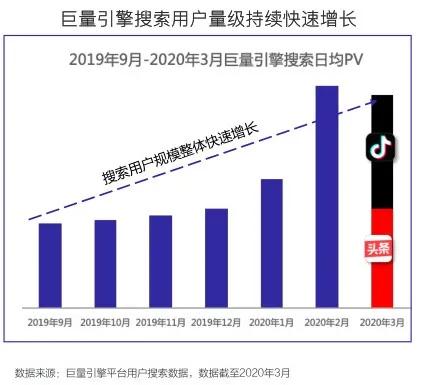 巨量引擎搜索用户量级持续快速增长
2019年9月-2020年3月巨量引擎搜索日均PV
搜索用户规模整体快速增长
头条
2019年9月 2019年10月 2019年11月 2019年12月 2020年1月 2020年2月 2020年3月
数据来源：巨量引擎平台用户搜索数据，数据截至2020年3月